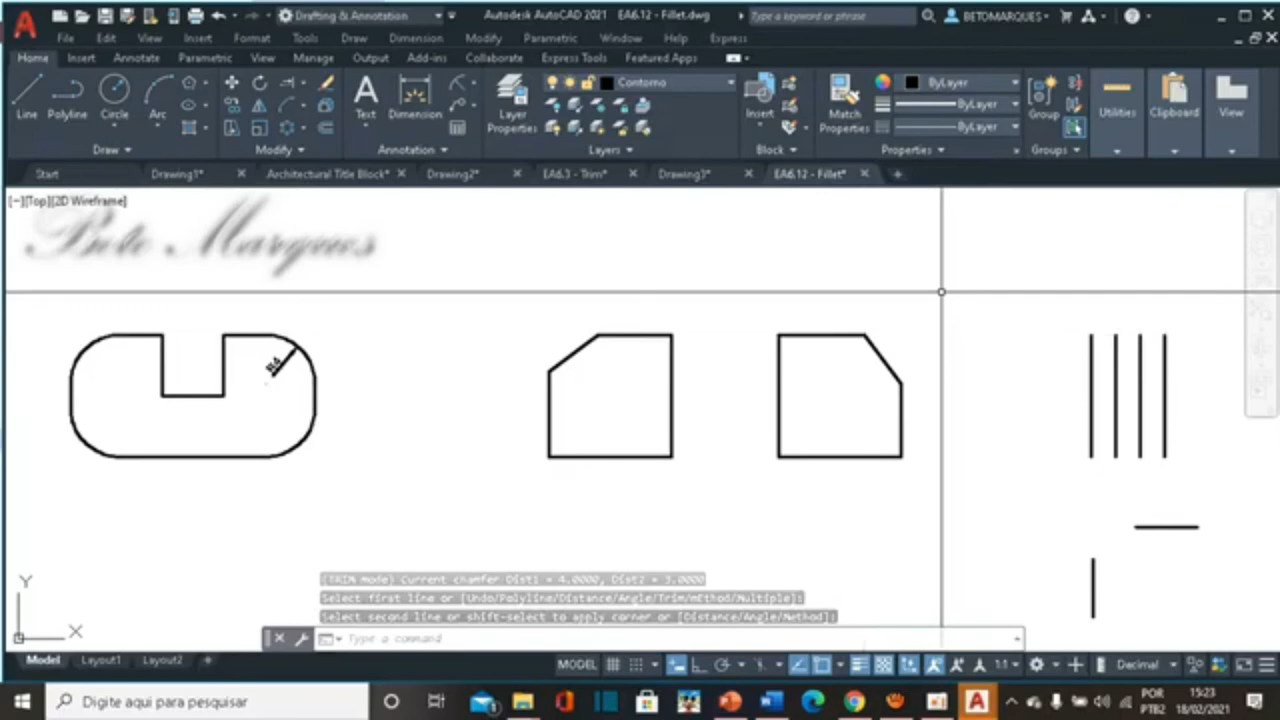 Drafting & Annotation
Autodesk AutoCAD 2021 EA6.12 - Fillet.dwg
Type a keyword or phrase
BETOMARQUES
File Edit View Insert Format Tools Draw Dimension Modify Parametric Window Help Express
Home Insert Annotate Parametric View Manage Output Add-ins Collaborate Express Tools Featured Apps
Line Polyline Circle Arc
Text Dimension
Layer Properties
Contorno
Insert
Match Properties
ByLayer
ByLayer
ByLayer
Group
Utilities Clipboard View
Draw Modify Annotation Layers Block Properties Groups
Start Drawing1* Architectural Title Block* Drawing2* EA6.3 - Trim* Drawing3* EA6.12 - Fillet*
[−][Top][2D Wireframe]
Beto Marques
R4
(TRIM mode) Current chamfer Dist1 = 4.0000, Dist2 = 3.0000
Select first line or [Undo/Polyline/Distance/Angle/Trim/mEthod/Multiple]:
Select second line or shift-select to apply corner or [Distance/Angle/Method]:
Type a command
Y
X
Model Layout1 Layout2 +
MODEL 1:1 Decimal
Digite aqui para pesquisar
POR
PTB2
15:23
18/02/2021